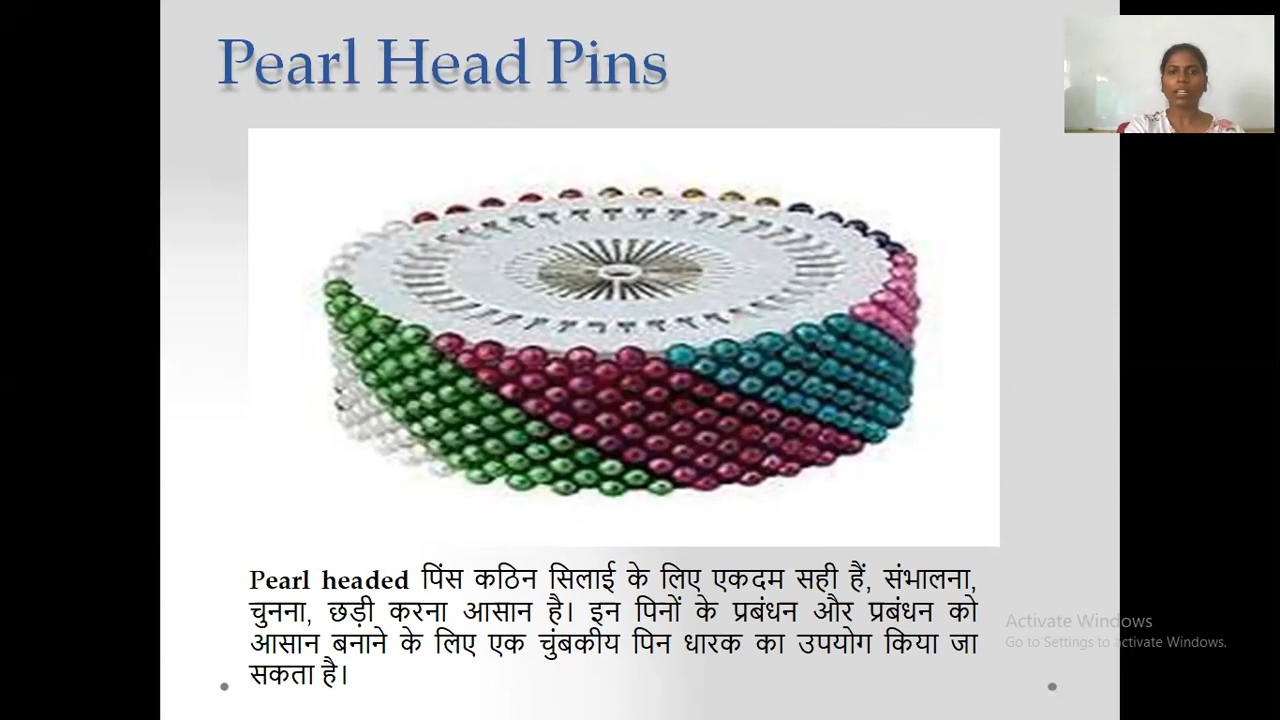 Pearl Head Pins
Pearl headed पिंस कठिन सिलाई के लिए एकदम सही हैं, संभालना,
चुनना, छड़ी करना आसान है। इन पिनों के प्रबंधन और प्रबंधन को
आसान बनाने के लिए एक चुंबकीय पिन धारक का उपयोग किया जा
सकता है।
Activate Windows
Go to Settings to activate Windows.